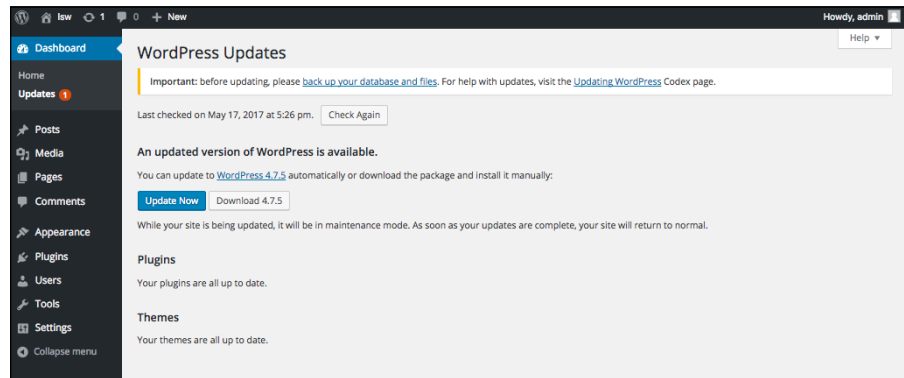 lsw 1 0 + New Howdy, admin
Help ▼
Dashboard
Home
Updates 1
Posts
Media
Pages
Comments
Appearance
Plugins
Users
Tools
Settings
Collapse menu
WordPress Updates
Important: before updating, please back up your database and files. For help with updates, visit the Updating WordPress Codex page.
Last checked on May 17, 2017 at 5:26 pm. Check Again
An updated version of WordPress is available.
You can update to WordPress 4.7.5 automatically or download the package and install it manually:
Update Now Download 4.7.5
While your site is being updated, it will be in maintenance mode. As soon as your updates are complete, your site will return to normal.
Plugins
Your plugins are all up to date.
Themes
Your themes are all up to date.